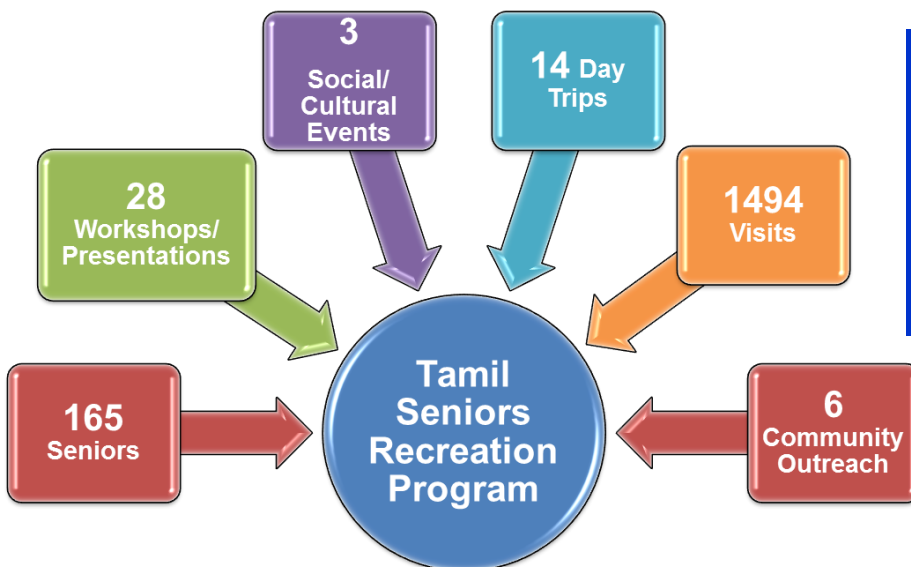 3
Social/
Cultural
Events
14 Day
Trips
28
Workshops/
Presentations
1494
Visits
165
Seniors
Tamil
Seniors
Recreation
Program
6
Community
Outreach